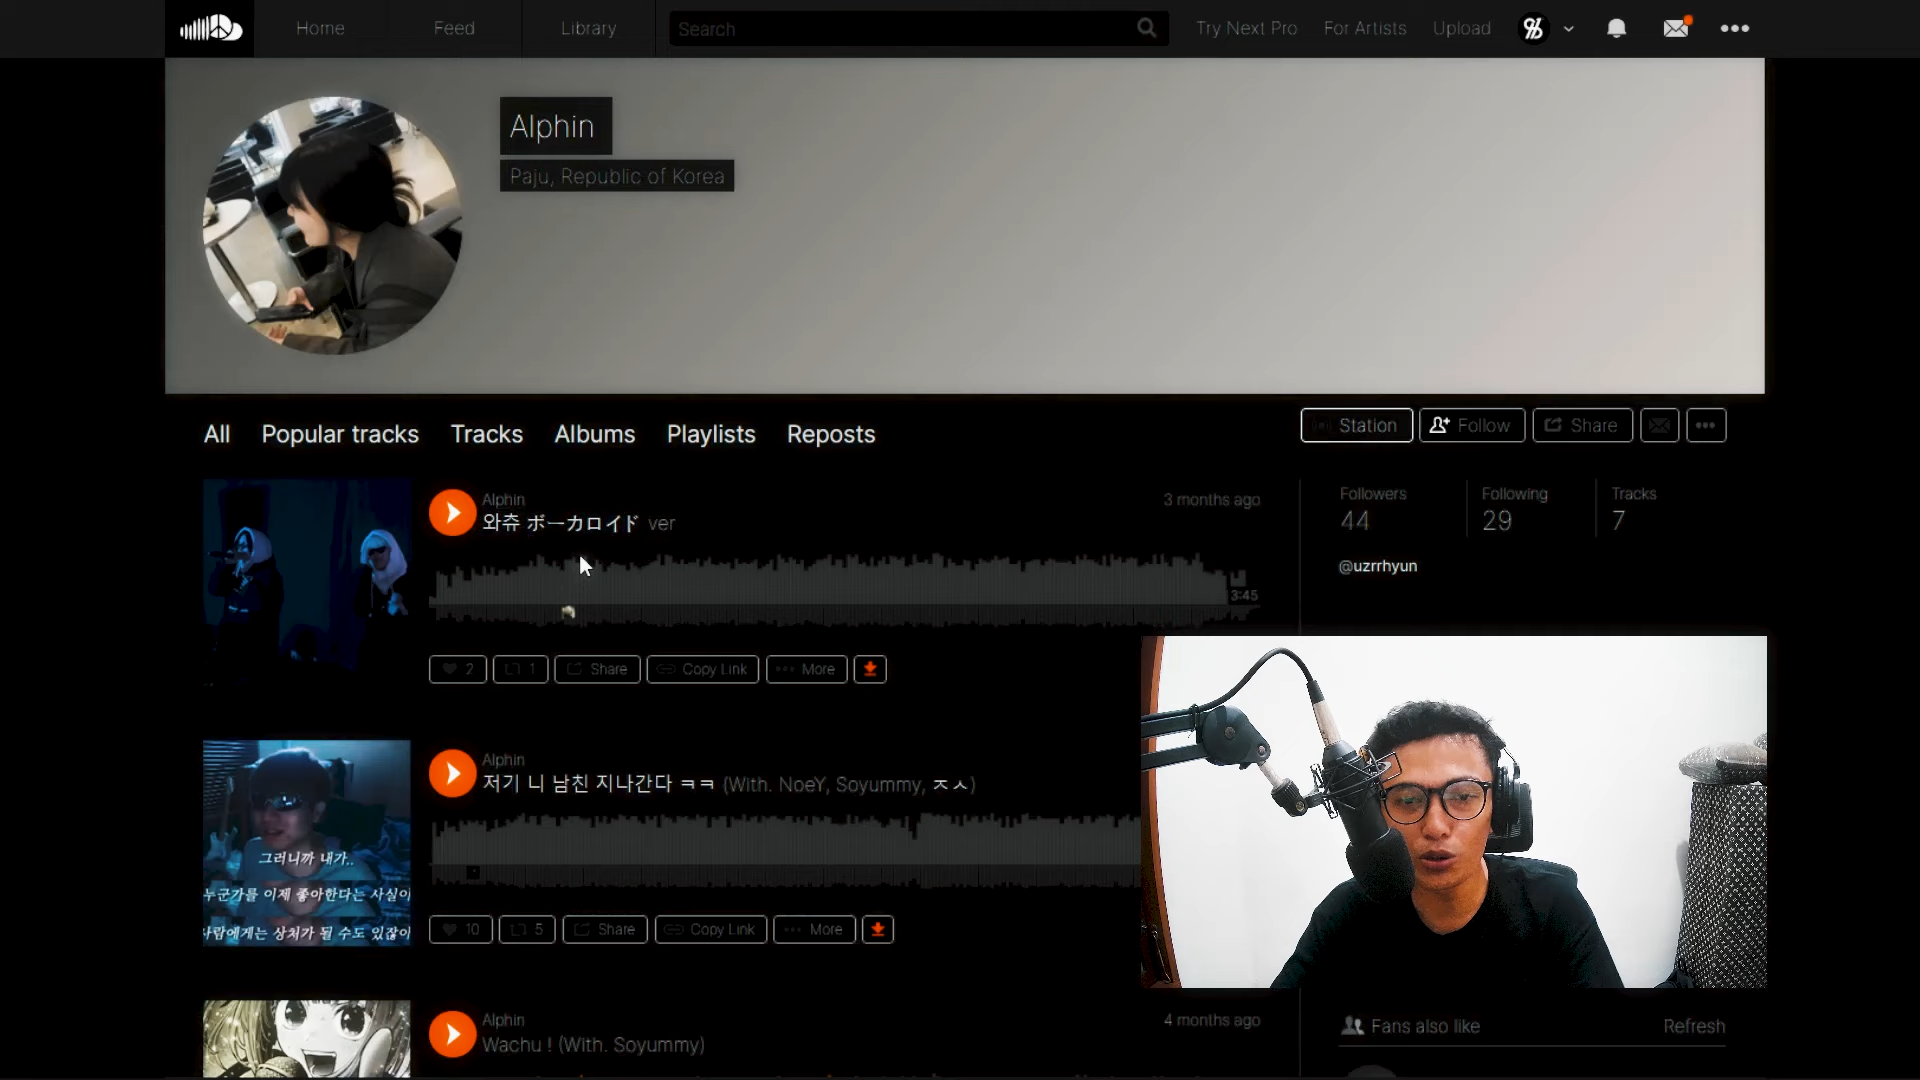 Home
Feed
Library
Search
Try Next Pro
For Artists
Upload
Alphin
Paju, Republic of Korea
All
Popular tracks
Tracks
Albums
Playlists
Reposts
Station
Follow
Share
Alphin
3 months ago
와츄 ボーカロイド ver
3:45
2
1
Share
Copy Link
More
Followers
44
Following
29
Tracks
7
@uzrrhyun
Alphin
저기 니 남친 지나간다 ㅋㅋ (With. NoeY, Soyummy, ㅈㅅ)
그러니까 내가..
누군가를 이제 좋아한다는 사실이
사람에게는 상처가 될 수도 있잖아
10
5
Share
Copy Link
More
Alphin
4 months ago
Wachu ! (With. Soyummy)
Fans also like
Refresh